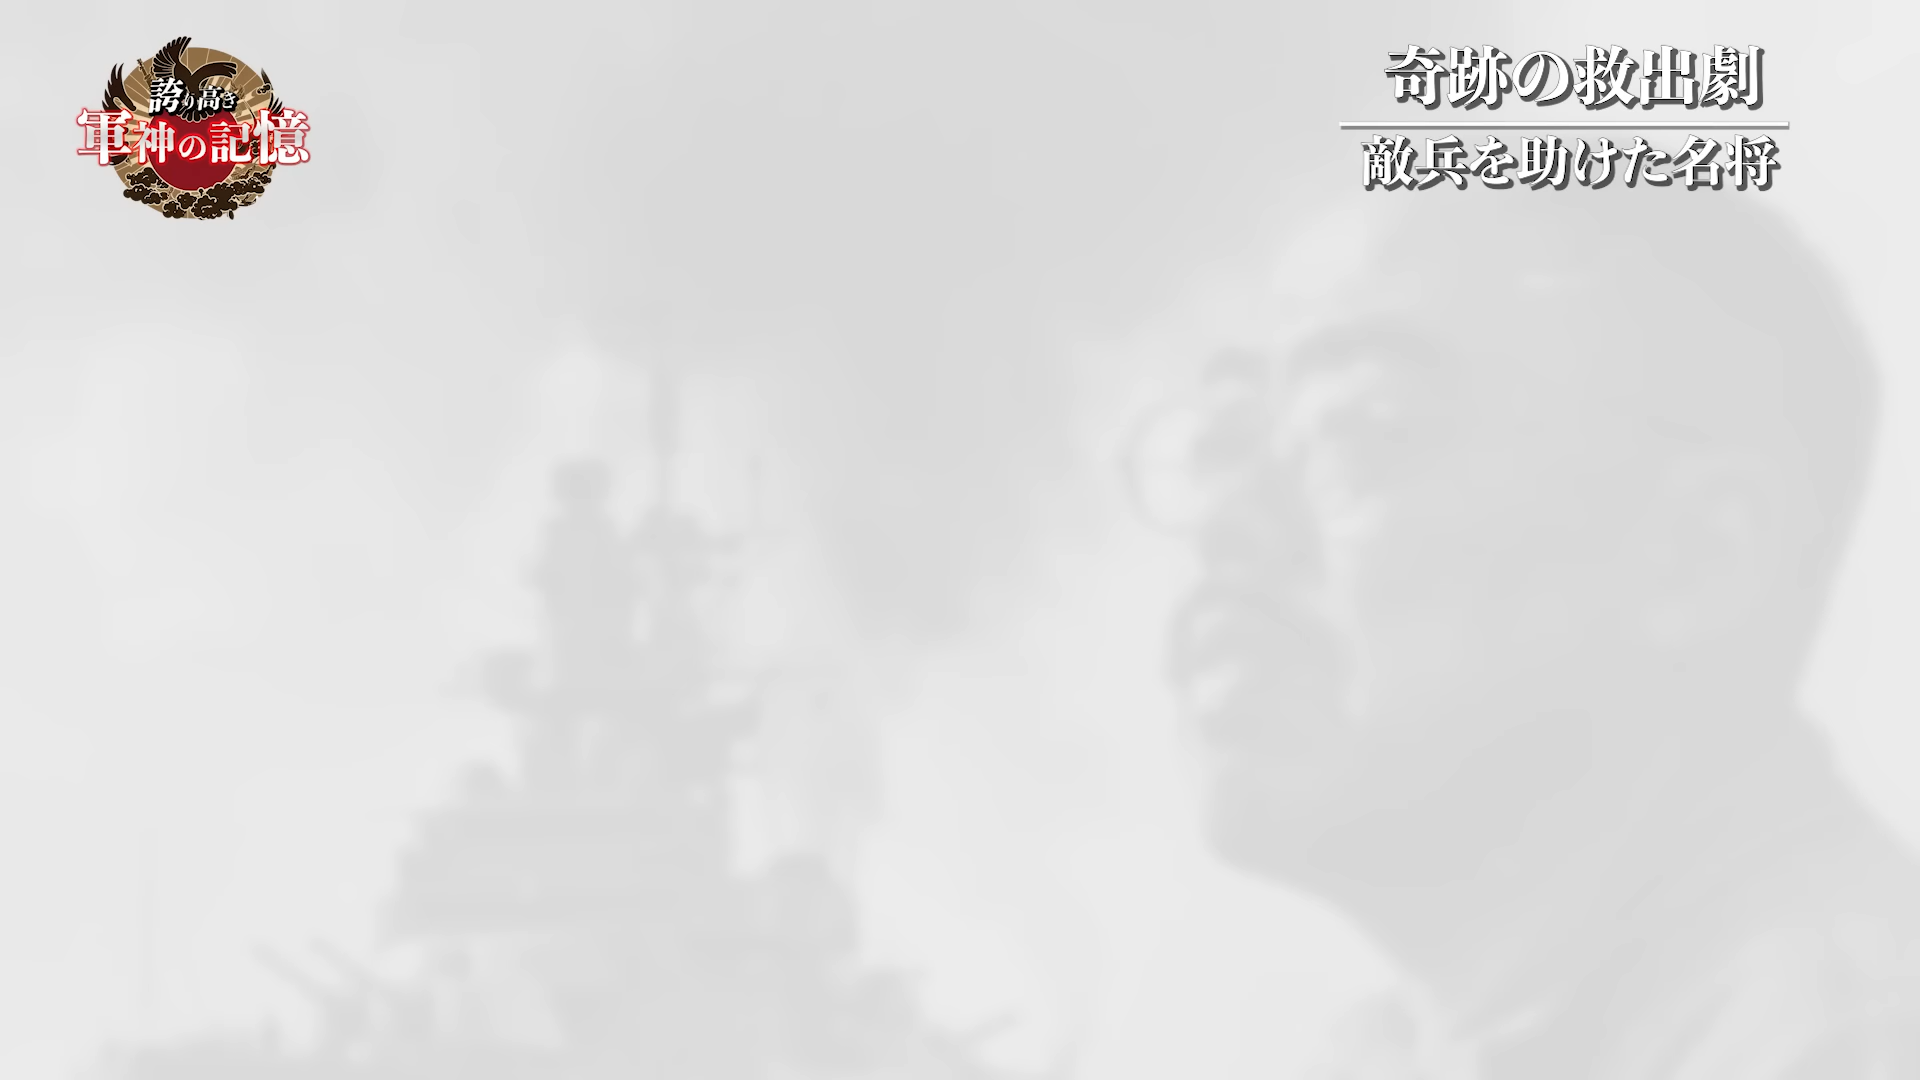 誇り高き
軍神の記憶
奇跡の救出劇
敵兵を助けた名将